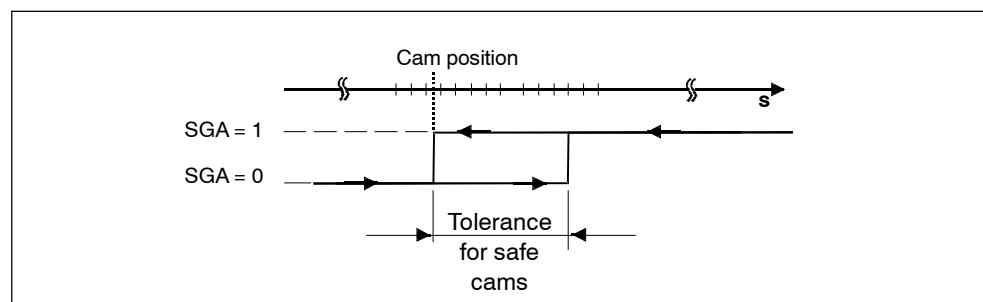 Cam position
s
SGA = 1
SGA = 0
Tolerance
for safe
cams